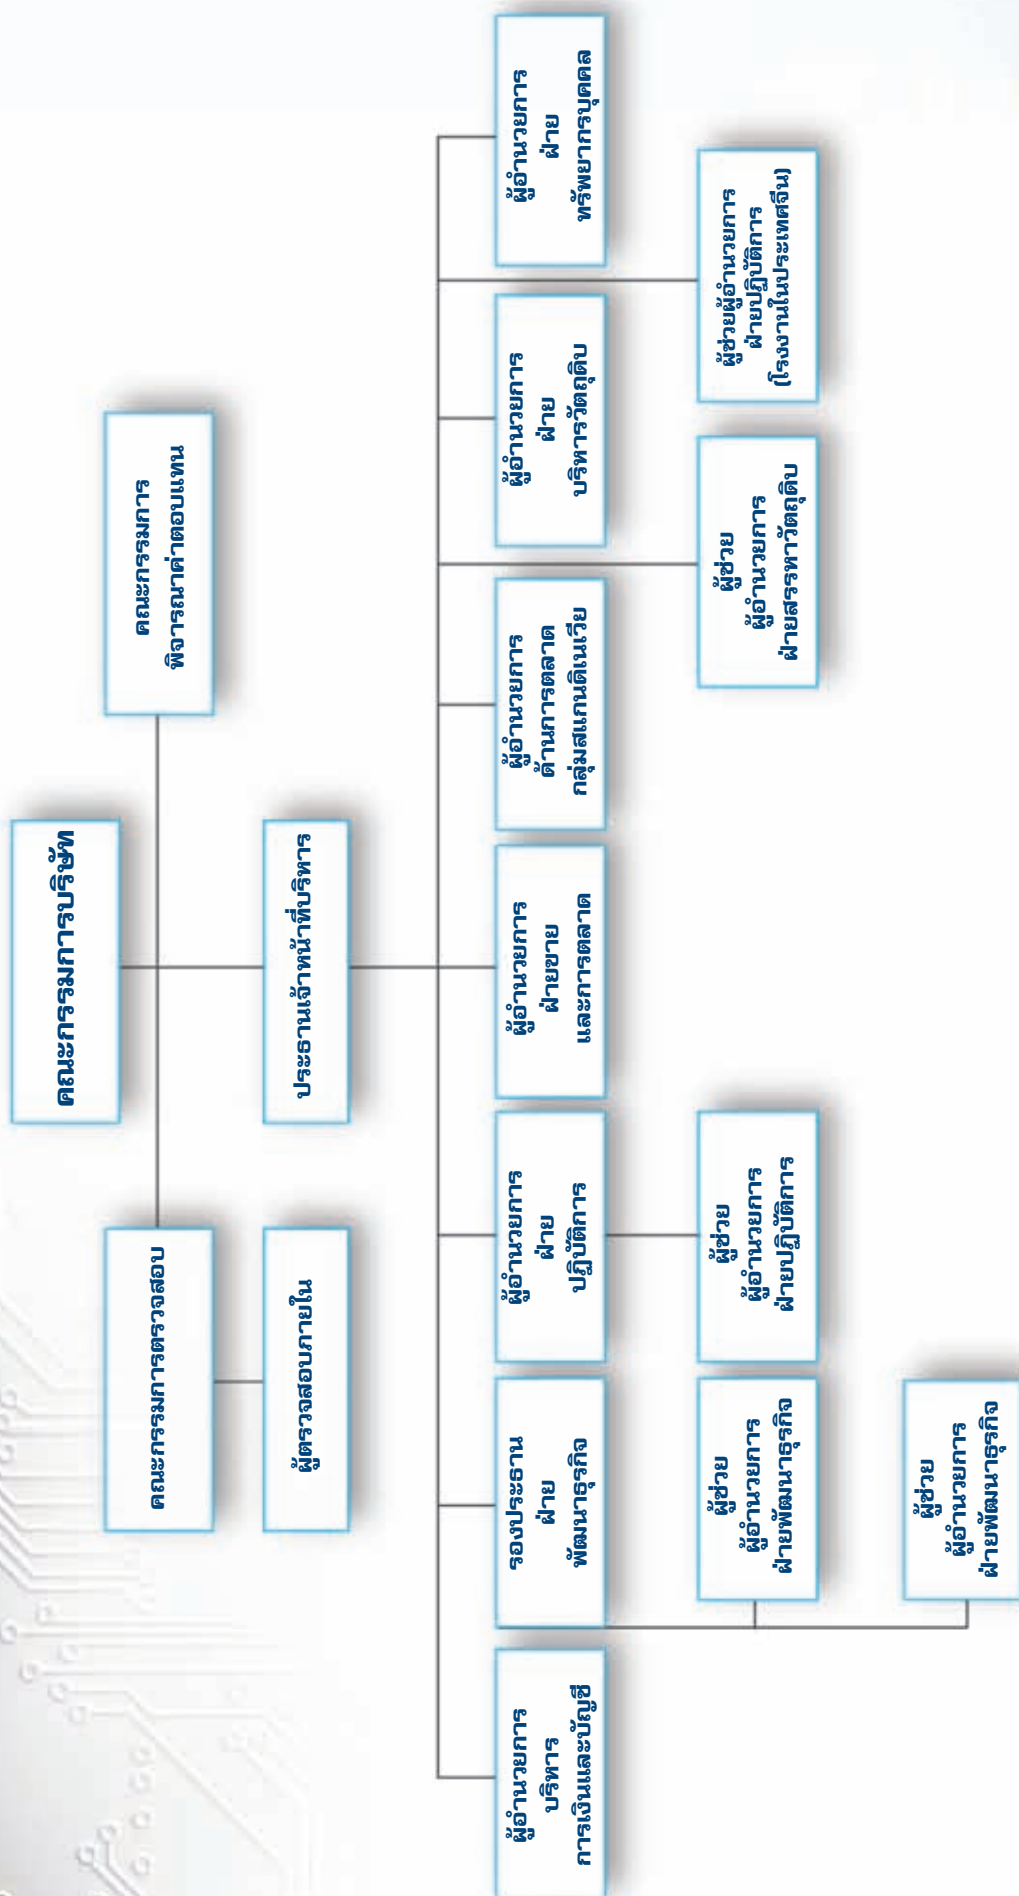 คณะกรรมการบริษัท
คณะกรรมการตรวจสอบ
คณะกรรมการ
พิจารณาค่าตอบแทน
ผู้ตรวจสอบภายใน
ประธานเจ้าหน้าที่บริหาร
ผู้อำนวยการ
บริหาร
การเงินและบัญชี
รองประธาน
ฝ่าย
พัฒนาธุรกิจ
ผู้อำนวยการ
ฝ่าย
ปฏิบัติการ
ผู้อำนวยการ
ฝ่ายขาย
และการตลาด
ผู้อำนวยการ
ด้านการตลาด
กลุ่มสแกนดิเนเวีย
ผู้อำนวยการ
ฝ่าย
บริหารวัตถุดิบ
ผู้อำนวยการ
ฝ่าย
ทรัพยากรบุคคล
ผู้ช่วย
ผู้อำนวยการ
ฝ่ายพัฒนาธุรกิจ
ผู้ช่วย
ผู้อำนวยการ
ฝ่ายปฏิบัติการ
ผู้ช่วย
ผู้อำนวยการ
ฝ่ายสรรหาวัตถุดิบ
ผู้ช่วยผู้อำนวยการ
ฝ่ายปฏิบัติการ
(โรงงานในประเทศจีน)
ผู้ช่วย
ผู้อำนวยการ
ฝ่ายพัฒนาธุรกิจ